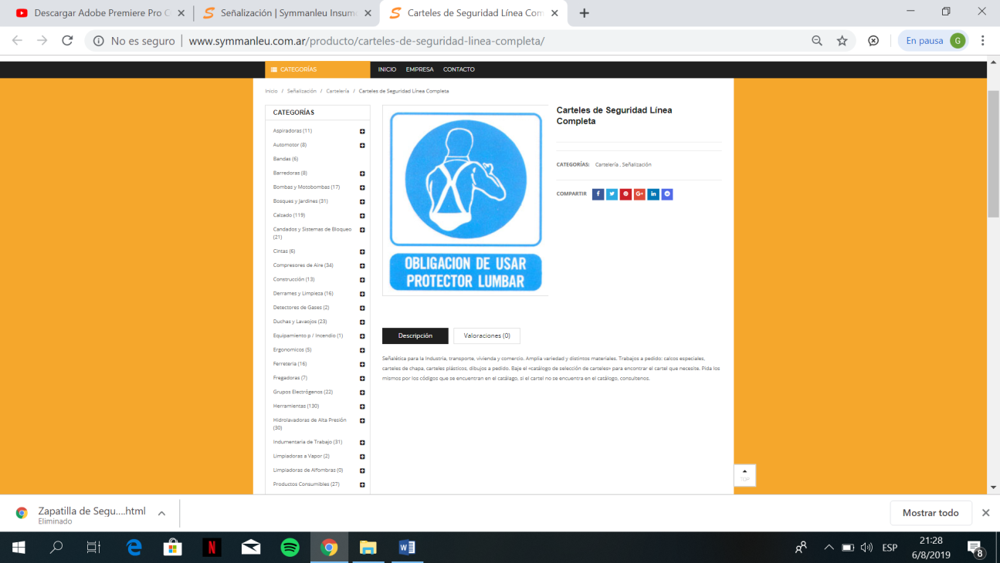 Descargar Adobe Premiere Pro C
Señalización | Symmanleu Insumo
Carteles de Seguridad Línea Com
No es seguro | www.symmanleu.com.ar/producto/carteles-de-seguridad-linea-completa/
En pausa
G
CATEGORÍAS
INICIO
EMPRESA
CONTACTO
Inicio / Señalización / Cartelería / Carteles de Seguridad Línea Completa
CATEGORÍAS
Aspiradoras (11)
Automotor (8)
Bandas (6)
Barredoras (8)
Bombas y Motobombas (17)
Bosques y Jardines (31)
Calzado (119)
Candados y Sistemas de Bloqueo
(21)
Cintas (6)
Compresores de Aire (34)
Construcción (13)
Derrames y Limpieza (16)
Detectores de Gases (2)
Duchas y Lavaojos (23)
Equipamiento p / Incendio (1)
Ergonomicos (5)
Ferretería (16)
Fregadoras (7)
Grupos Electrógenos (22)
Herramientas (130)
Hidrolavadoras de Alta Presión
(30)
Indumentaria de Trabajo (31)
Limpiadoras a Vapor (2)
Limpiadoras de Alfombras (0)
Productos Consumibles (27)
OBLIGACION DE USAR
PROTECTOR LUMBAR
Carteles de Seguridad Línea
Completa
CATEGORÍAS: Cartelería . Señalización
COMPARTIR
Descripción
Valoraciones (0)
Señalética para la Industria, transporte, vivienda y comercio. Amplia variedad y distintos materiales. Trabajos a pedido: calcos especiales,
carteles de chapa, carteles plásticos, dibujos a pedido. Baje el «catálogo de selección de carteles» para encontrar el cartel que necesite. Pida los
mismos por los códigos que se encuentran en el catálago, si el cartel no se encuentra en el catálogo, consultenos.
TOP
Zapatilla de Segu....html
Eliminado
Mostrar todo
ESP
21:28
6/8/2019
8